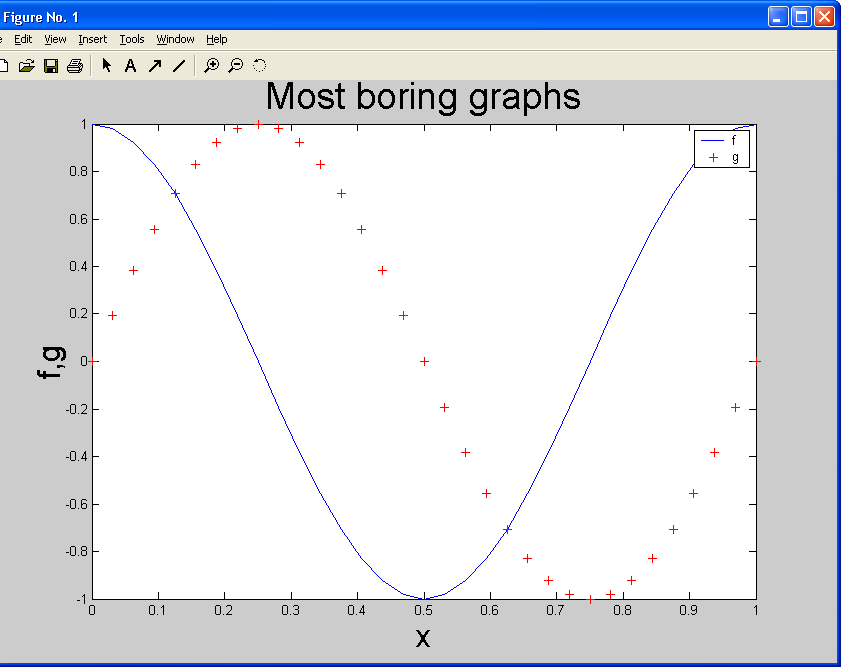 Figure No. 1
Edit View Insert Tools Window Help
A
Most boring graphs
f
g
1
0.8
0.6
0.4
0.2
0
-0.2
-0.4
-0.6
-0.8
-1
f,g
0 0.1 0.2 0.3 0.4 0.5 0.6 0.7 0.8 0.9 1
x